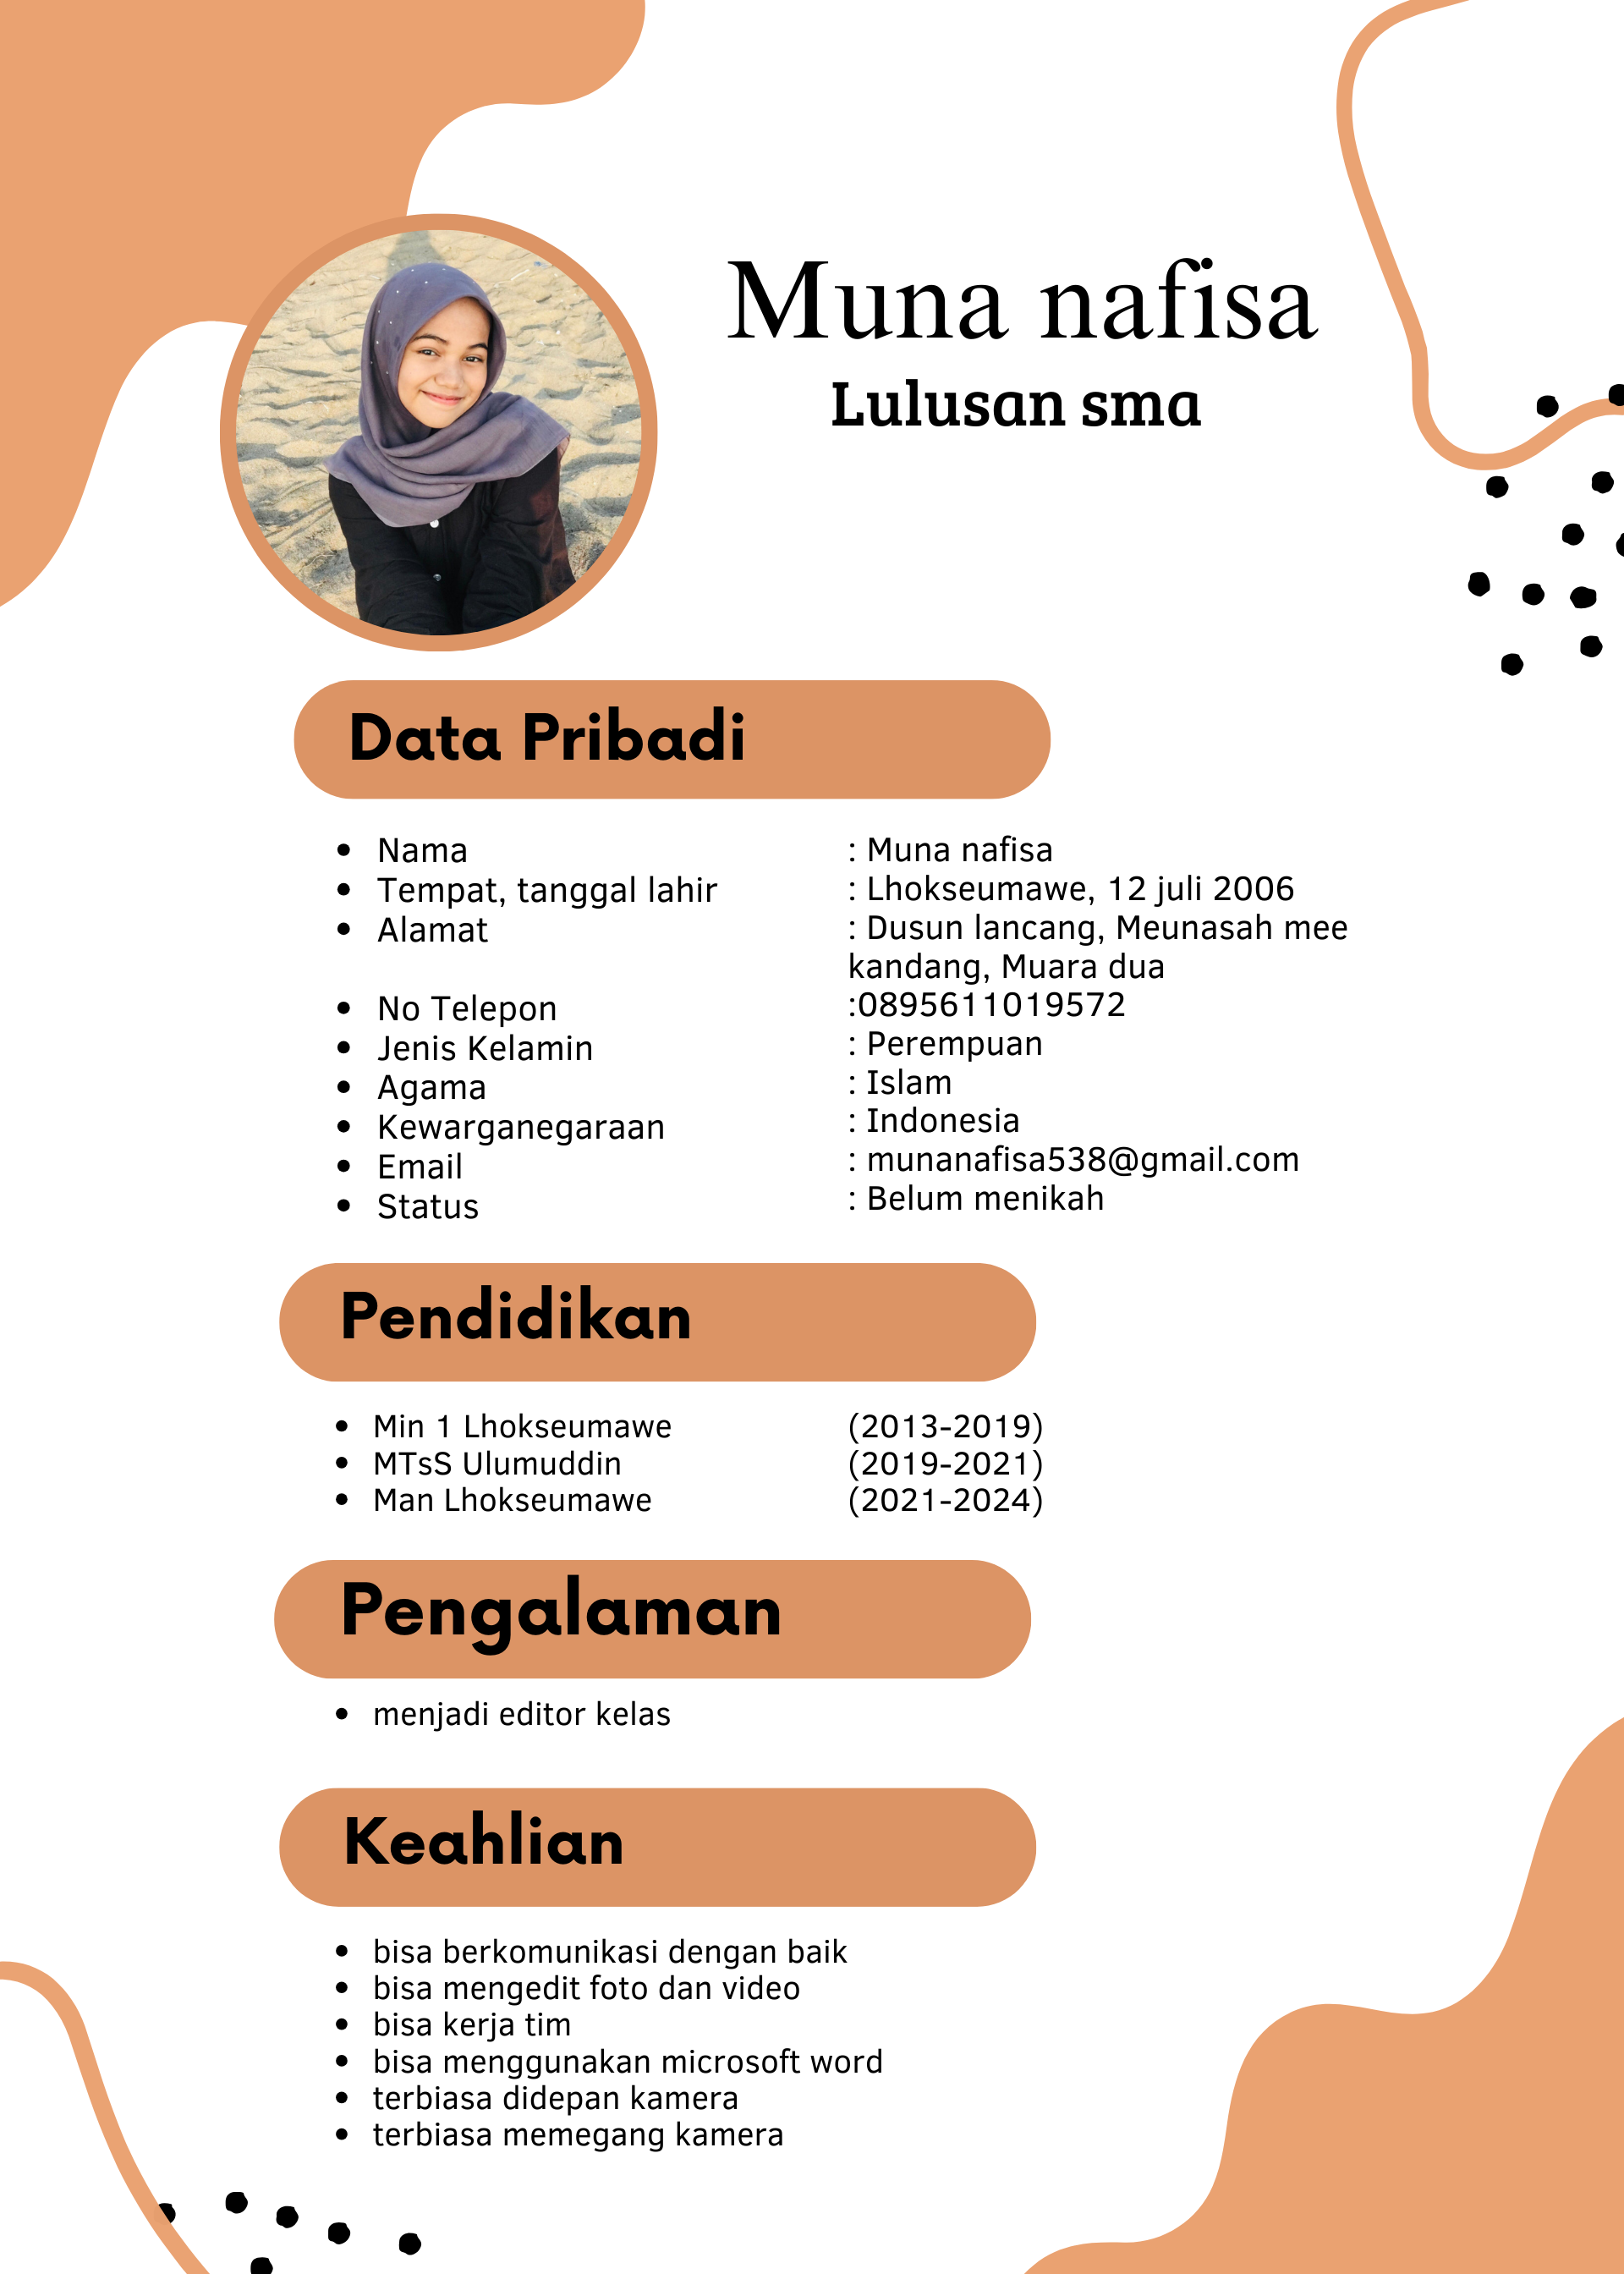 Muna nafisa
Lulusan sma
Data Pribadi
• Nama : Muna nafisa
• Tempat, tanggal lahir : Lhokseumawe, 12 juli 2006
• Alamat : Dusun lancang, Meunasah mee
kandang, Muara dua
• No Telepon :0895611019572
• Jenis Kelamin : Perempuan
• Agama : Islam
• Kewarganegaraan : Indonesia
• Email : munanafisa538@gmail.com
• Status : Belum menikah
Pendidikan
• Min 1 Lhokseumawe (2013-2019)
• MTsS Ulumuddin (2019-2021)
• Man Lhokseumawe (2021-2024)
Pengalaman
• menjadi editor kelas
Keahlian
• bisa berkomunikasi dengan baik
• bisa mengedit foto dan video
• bisa kerja tim
• bisa menggunakan microsoft word
• terbiasa didepan kamera
• terbiasa memegang kamera